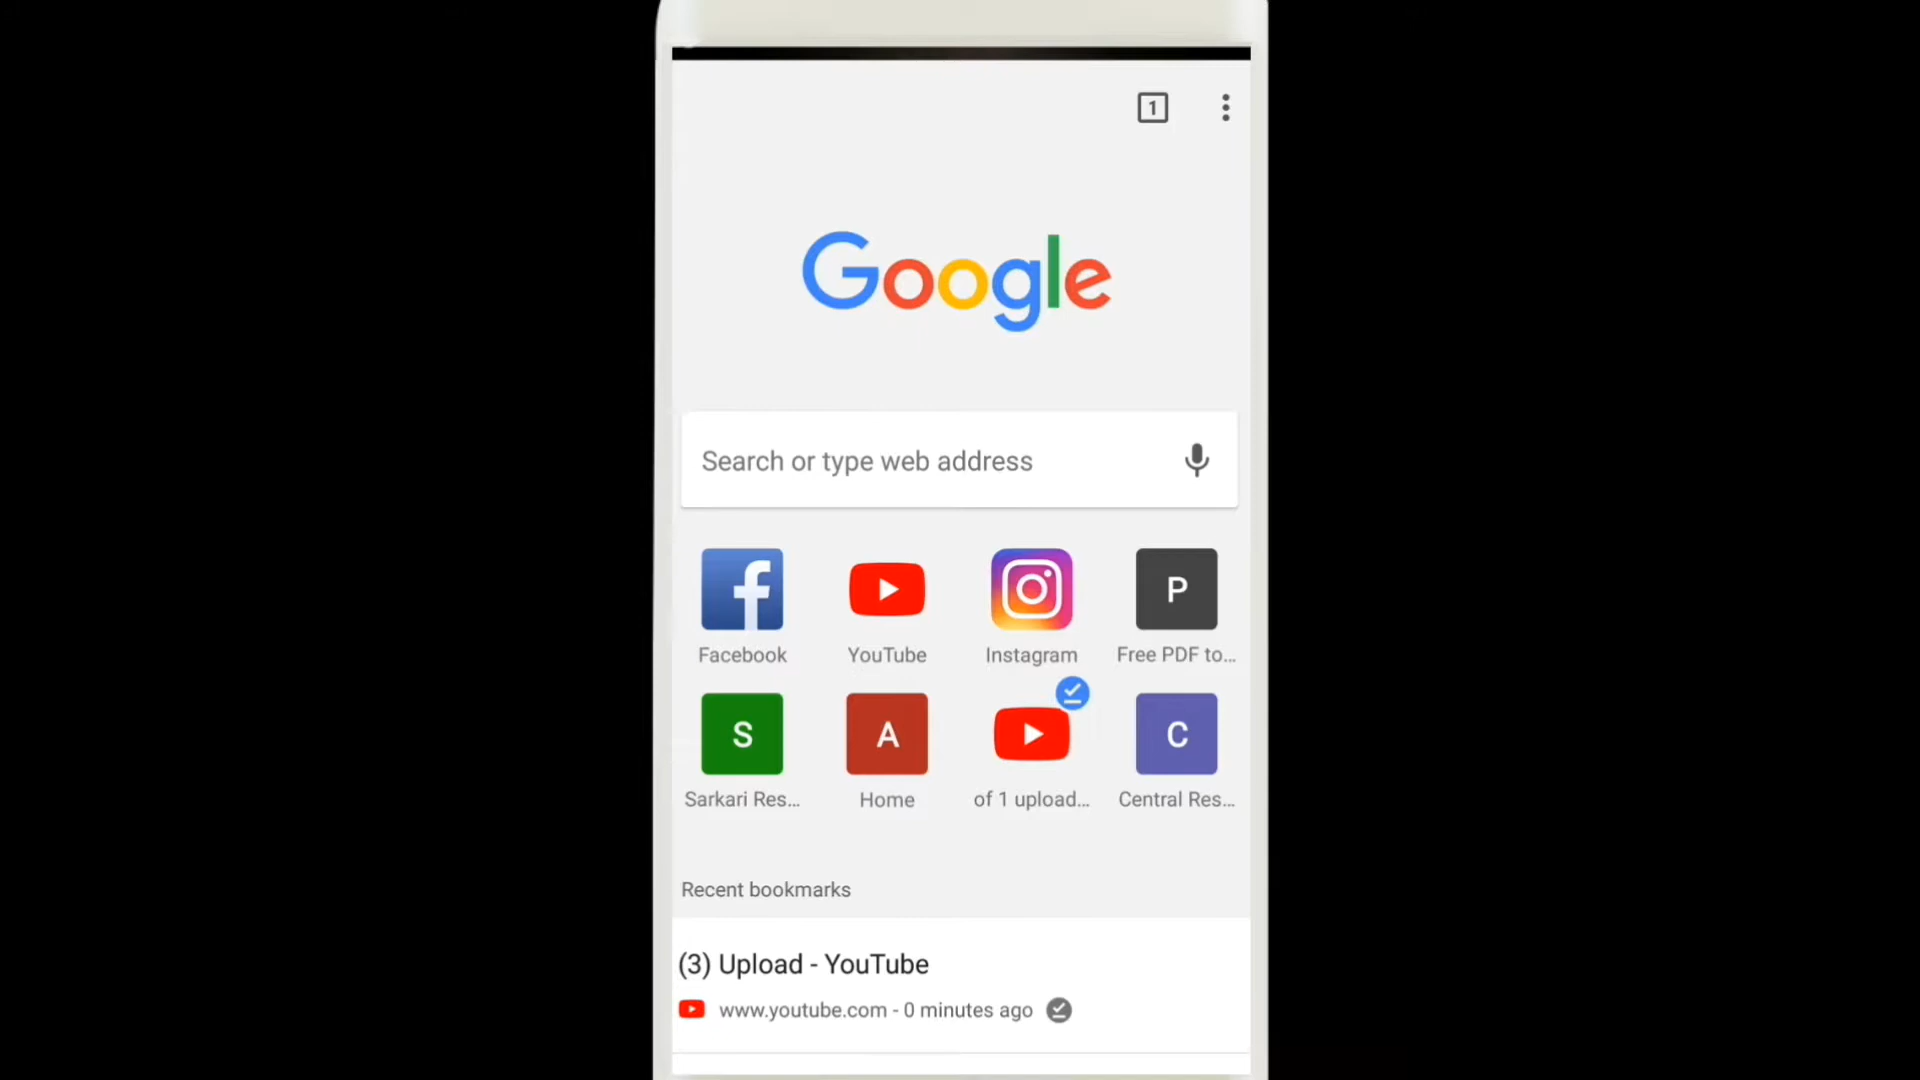 1
Google
Search or type web address
f
P
Facebook YouTube Instagram Free PDF to...
S A C
Sarkari Res... Home of 1 upload... Central Res...
Recent bookmarks
(3) Upload - YouTube
www.youtube.com - 0 minutes ago